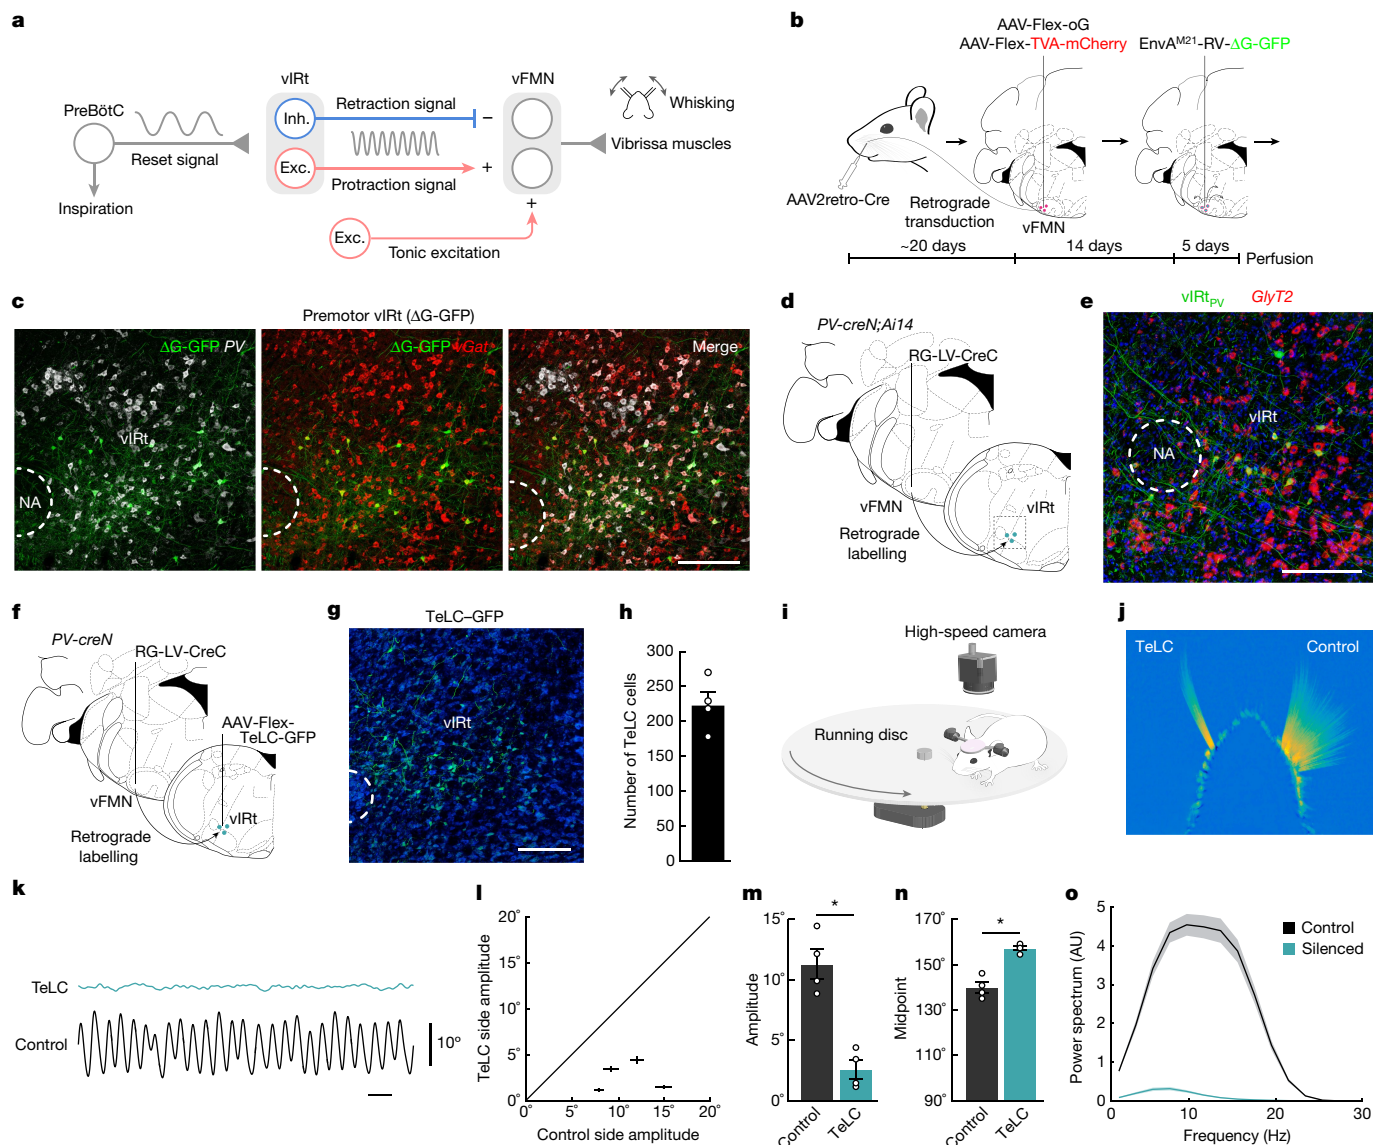 a
PreBötC
Reset signal
Inspiration
vIRt
Inh.
Exc.
Retraction signal
Protraction signal
−
+
vFMN
+
Exc.
Tonic excitation
Whisking
Vibrissa muscles
b
AAV-Flex-oG
AAV-Flex-TVA-mCherry
EnvA^M21-RV-ΔG-GFP
AAV2retro-Cre
Retrograde
transduction
vFMN
~20 days
14 days
5 days
Perfusion
c
Premotor vIRt (ΔG-GFP)
ΔG-GFP PV
vIRt
NA
ΔG-GFP vGat
Merge
d
PV-creN;Ai14
RG-LV-CreC
vFMN
vIRt
Retrograde
labelling
e
vIRt_PV GlyT2
vIRt
NA
f
PV-creN
RG-LV-CreC
AAV-Flex-
TeLC-GFP
vFMN
vIRt
Retrograde
labelling
g
TeLC–GFP
vIRt
h
Number of TeLC cells
300
250
200
150
100
50
0
i
High-speed camera
Running disc
j
TeLC
Control
k
TeLC
Control
10°
l
TeLC side amplitude
20°
15°
10°
5°
0°
0°
5°
10°
15°
20°
Control side amplitude
m
Amplitude
15°
10°
5°
0°
*
Control
TeLC
n
Midpoint
170°
150°
130°
110°
90°
*
Control
TeLC
o
Power spectrum (AU)
5
4
3
2
1
0
0
10
20
30
Frequency (Hz)
Control
Silenced